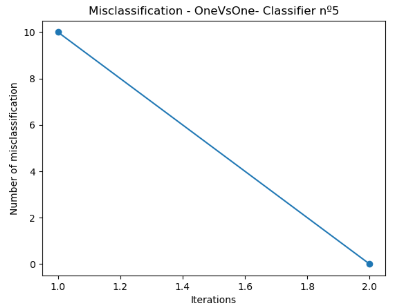 Misclassification - OneVsOne- Classifier nº5
Number of misclassification
10
8
6
4
2
0
1.0 1.2 1.4 1.6 1.8 2.0
Iterations